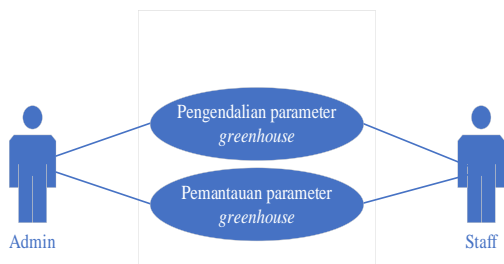 Pengendalian parameter
greenhouse
Pemantauan parameter
greenhouse
Admin
Staff